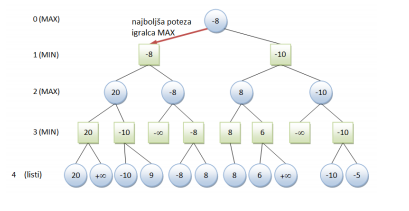 0 (MAX)
-8
najboljša poteza
igralca MAX
1 (MIN)
-8 -10
2 (MAX)
20 -8 8 -10
3 (MIN)
20 -10 -∞ -8 8 6 -∞ -10
4 (listi)
20 +∞ -10 9 -8 8 8 6 +∞ -10 -5